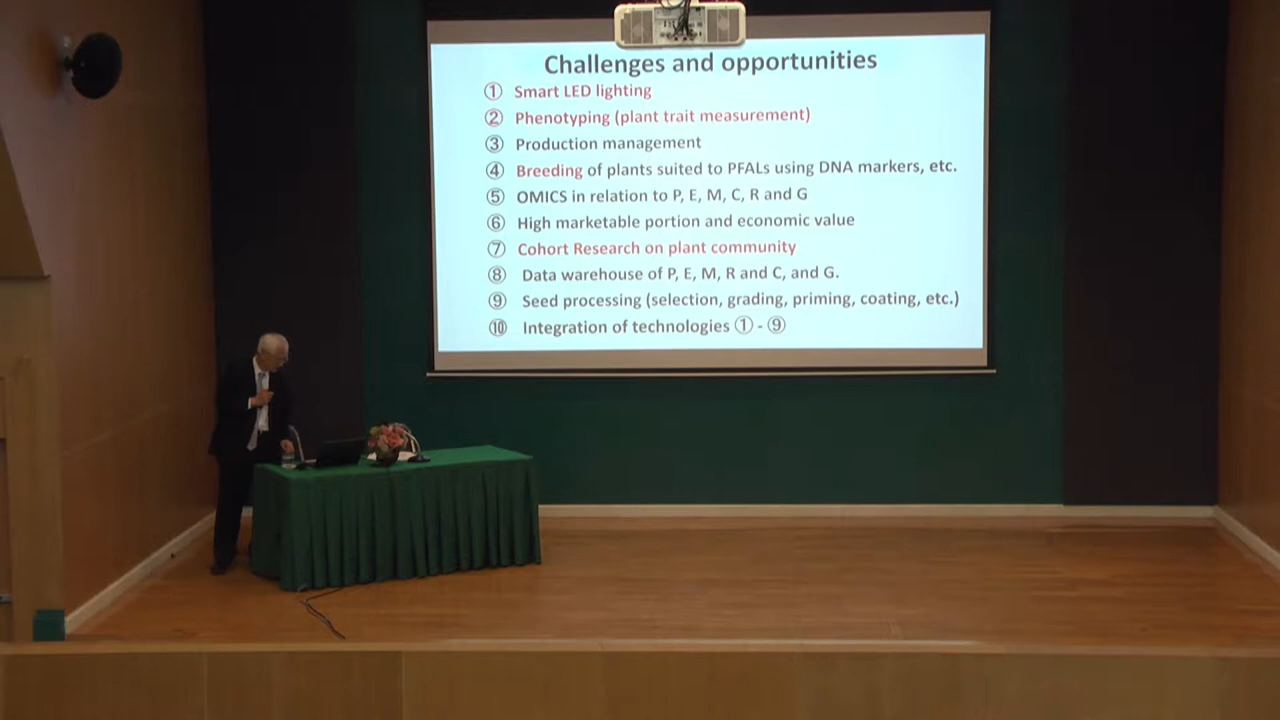 Challenges and opportunities
① Smart LED lighting
② Phenotyping (plant trait measurement)
③ Production management
④ Breeding of plants suited to PFALs using DNA markers, etc.
⑤ OMICS in relation to P, E, M, C, R and G
⑥ High marketable portion and economic value
⑦ Cohort Research on plant community
⑧ Data warehouse of P, E, M, R and C, and G.
⑨ Seed processing (selection, grading, priming, coating, etc.)
⑩ Integration of technologies ① - ⑨